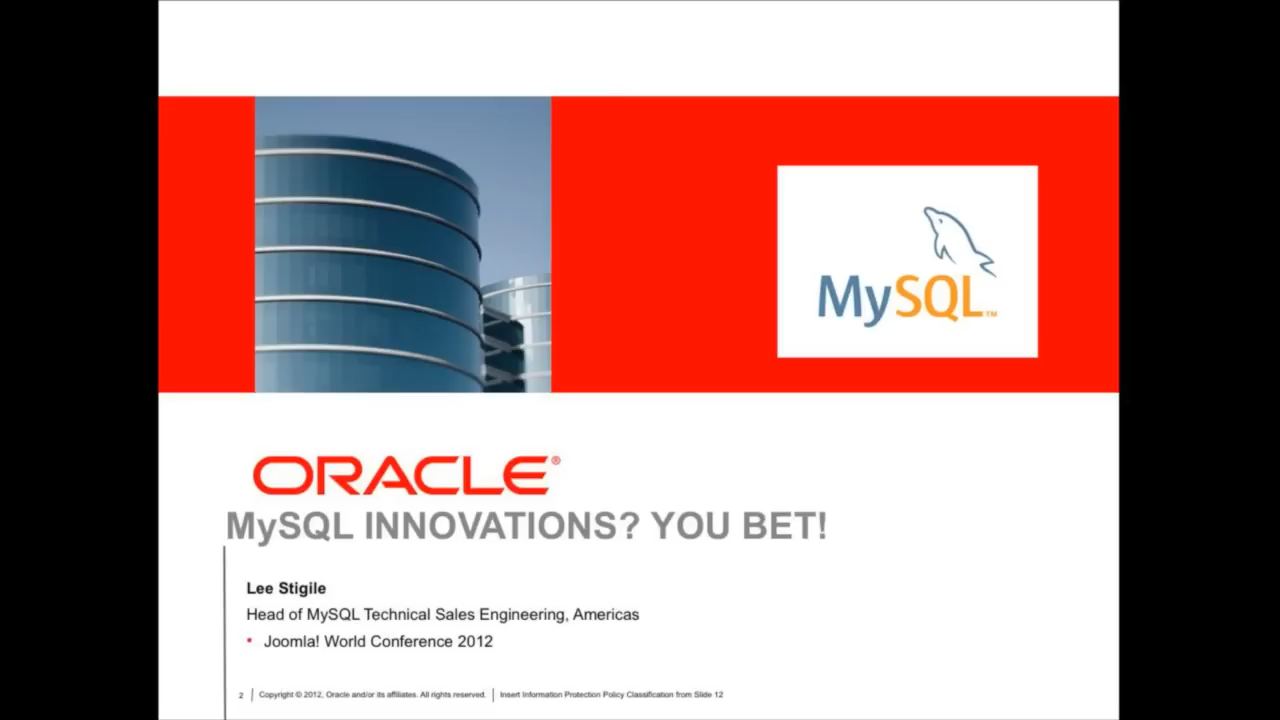 MySQL™
ORACLE®
MySQL INNOVATIONS? YOU BET!
Lee Stigile
Head of MySQL Technical Sales Engineering, Americas
▪ Joomla! World Conference 2012
2 | Copyright © 2012, Oracle and/or its affiliates. All rights reserved. | Insert Information Protection Policy Classification from Slide 12